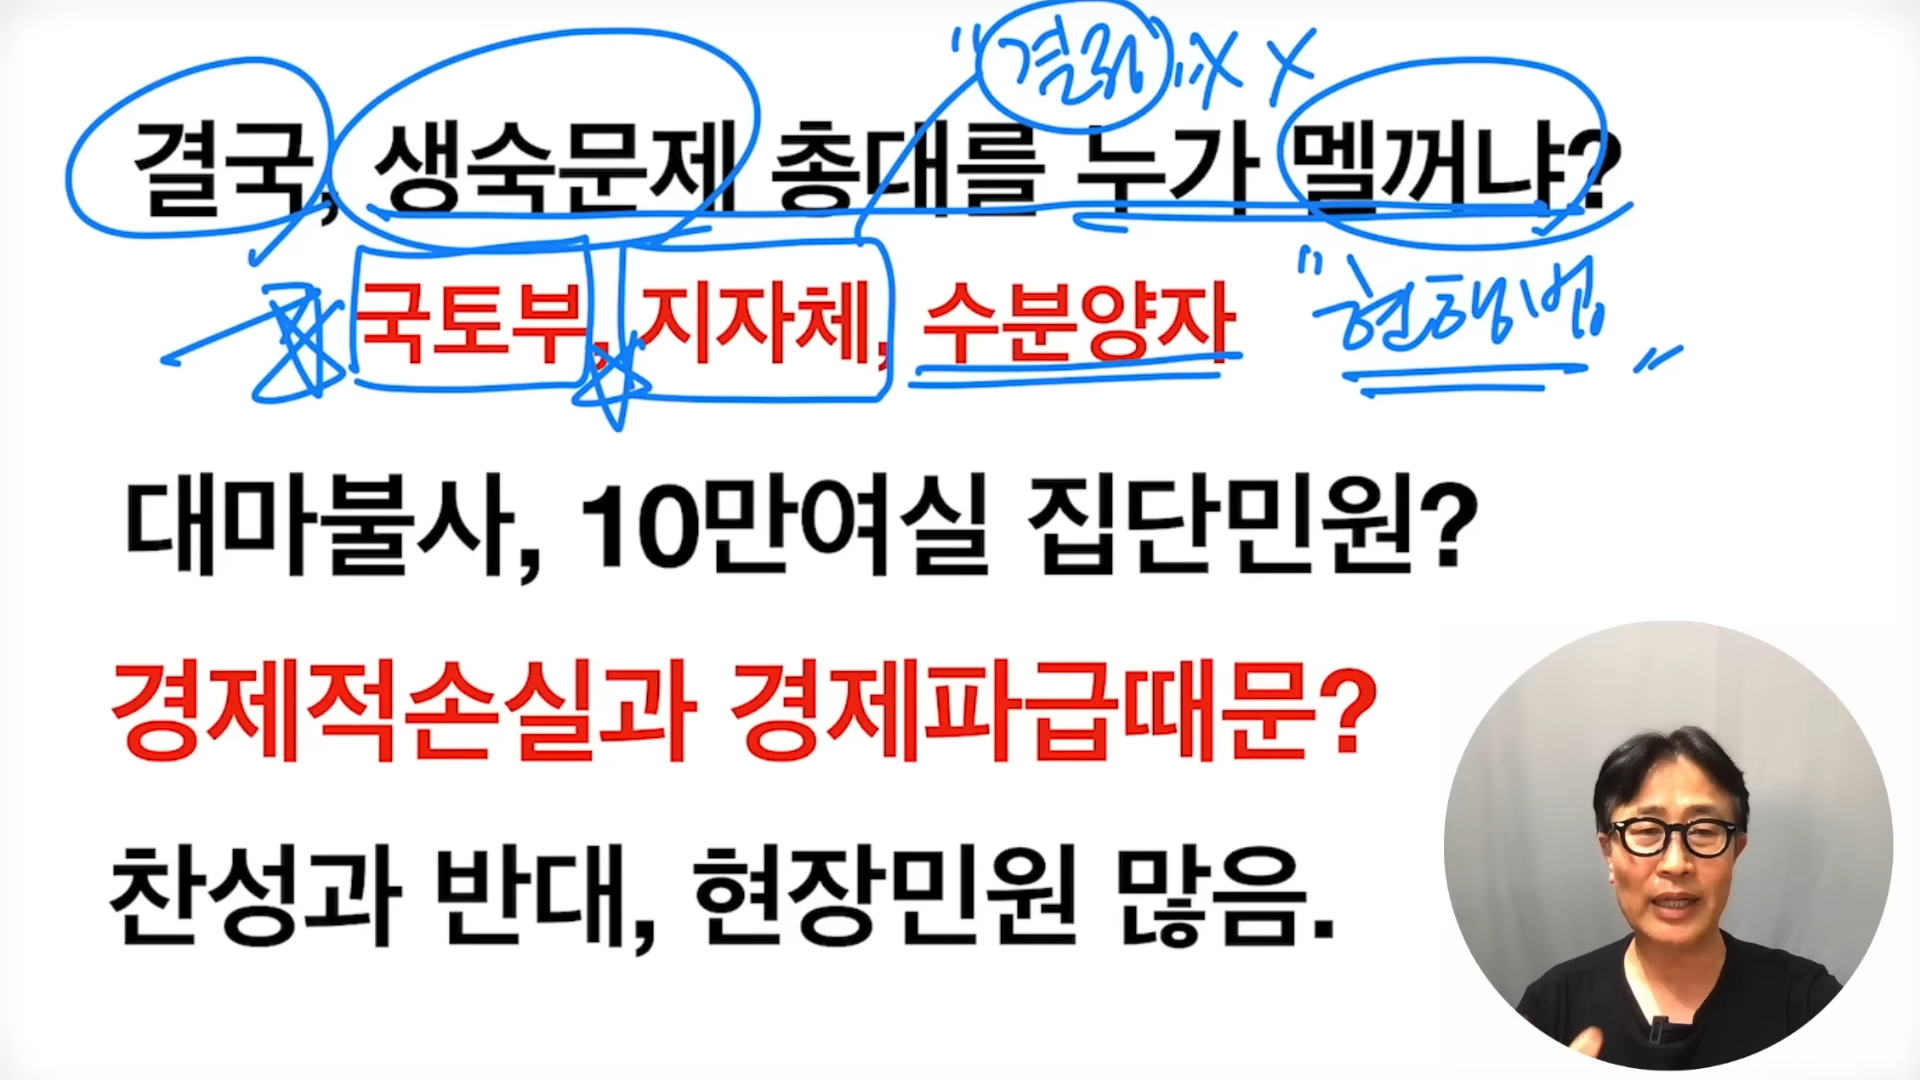 "결례" X X
결국, 생숙문제 총대를 누가 멜꺼냐?
국토부, 지자체, 수분양자 "현행법"
대마불사, 10만여실 집단민원?
경제적손실과 경제파급때문?
찬성과 반대, 현장민원 많음.